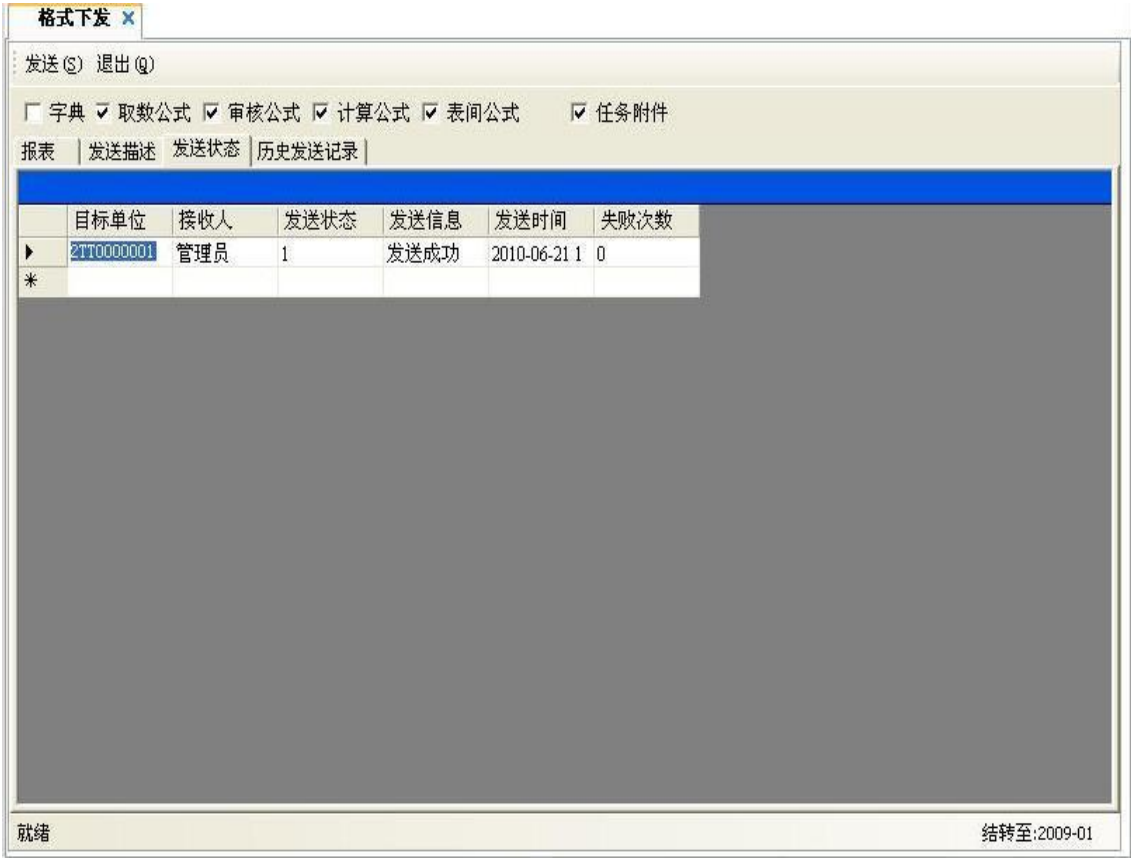 格式下发 ×
发送(S) 退出(Q)
字典 取数公式 审核公式 计算公式 表间公式 任务附件
报表 发送描述 发送状态 历史发送记录
目标单位 接收人 发送状态 发送信息 发送时间 失败次数
2TT0000001 管理员 1 发送成功 2010-06-21 1 0
*
就绪 结转至:2009-01